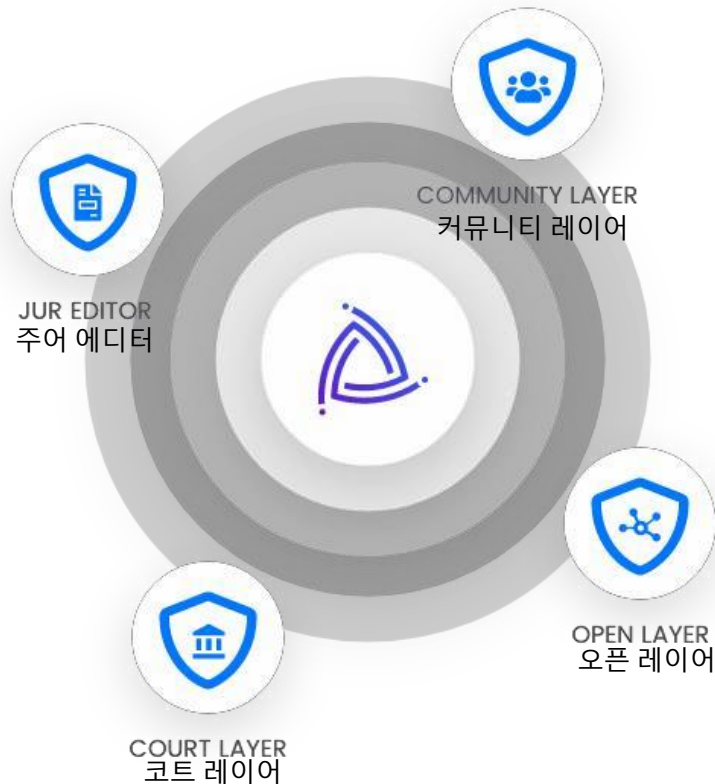 COMMUNITY LAYER
커뮤니티 레이어
JUR EDITOR
주어 에디터
OPEN LAYER
오픈 레이어
COURT LAYER
코트 레이어